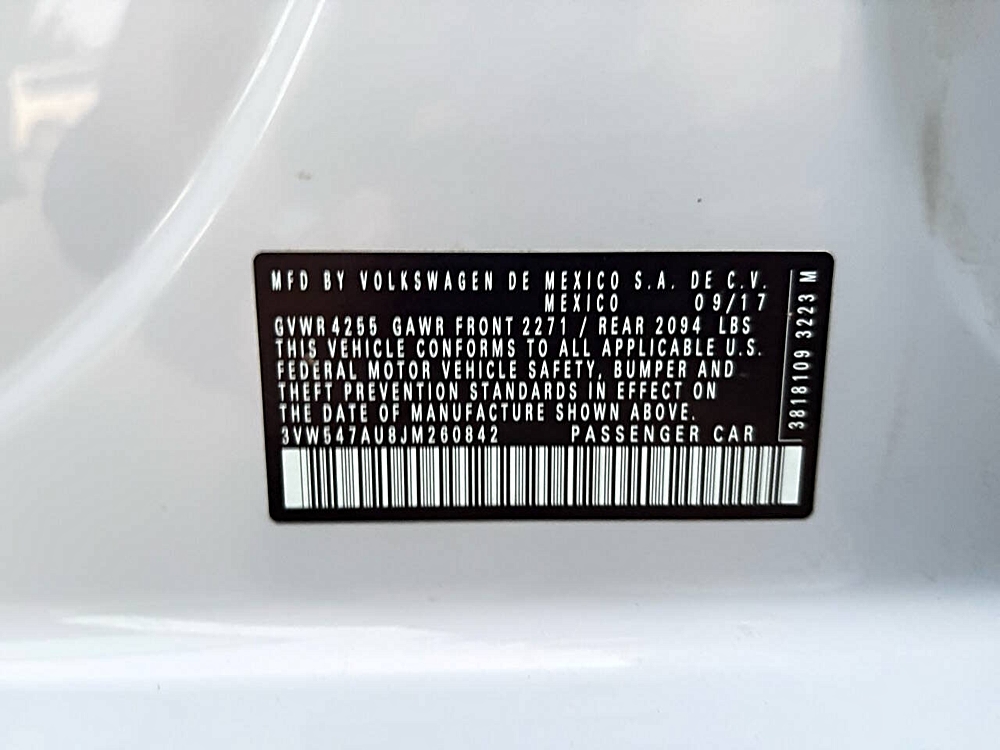 MFD BY VOLKSWAGEN DE MEXICO S.A. DE C.V.
MEXICO 09/17
GVWR 4255 GAWR FRONT 2271 / REAR 2094 LBS
THIS VEHICLE CONFORMS TO ALL APPLICABLE U.S.
FEDERAL MOTOR VEHICLE SAFETY, BUMPER AND
THEFT PREVENTION STANDARDS IN EFFECT ON
THE DATE OF MANUFACTURE SHOWN ABOVE.
3VW547AU8JM260842 PASSENGER CAR
3818109 3223 M